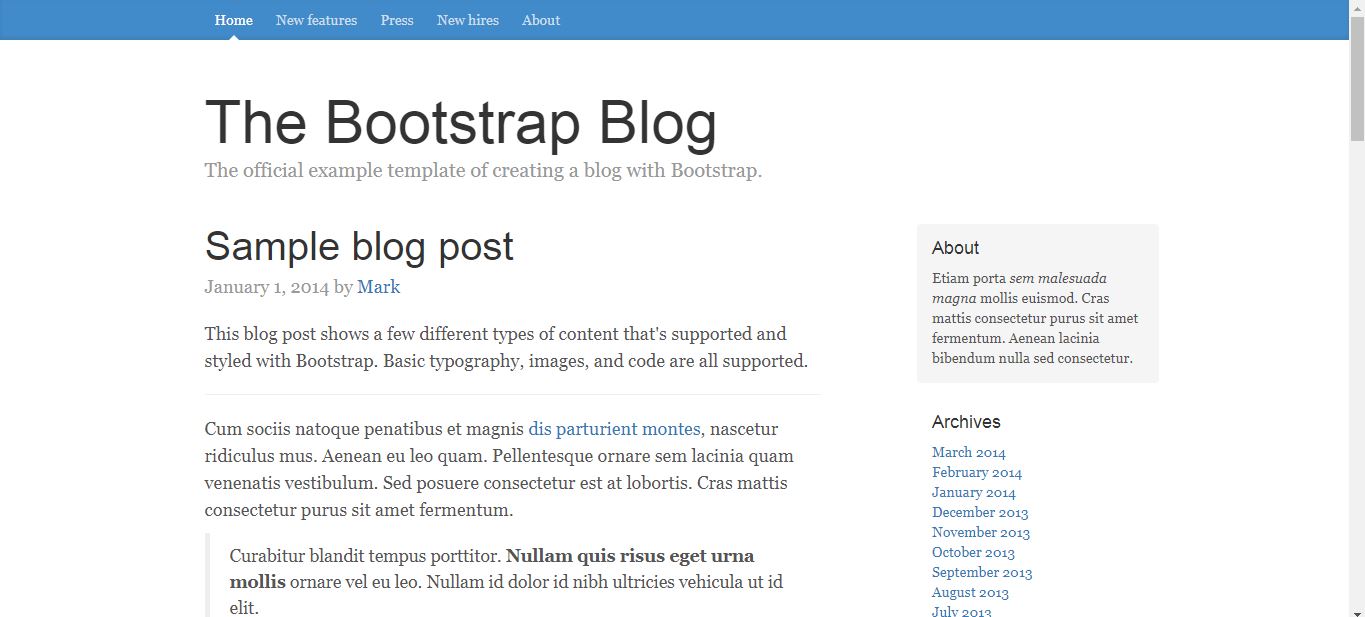 Home New features Press New hires About
The Bootstrap Blog
The official example template of creating a blog with Bootstrap.
Sample blog post
January 1, 2014 by Mark
This blog post shows a few different types of content that's supported and
styled with Bootstrap. Basic typography, images, and code are all supported.
Cum sociis natoque penatibus et magnis dis parturient montes, nascetur
ridiculus mus. Aenean eu leo quam. Pellentesque ornare sem lacinia quam
venenatis vestibulum. Sed posuere consectetur est at lobortis. Cras mattis
consectetur purus sit amet fermentum.
Curabitur blandit tempus porttitor. Nullam quis risus eget urna
mollis ornare vel eu leo. Nullam id dolor id nibh ultricies vehicula ut id
elit.
About
Etiam porta sem malesuada
magna mollis euismod. Cras
mattis consectetur purus sit amet
fermentum. Aenean lacinia
bibendum nulla sed consectetur.
Archives
March 2014
February 2014
January 2014
December 2013
November 2013
October 2013
September 2013
August 2013
July 2013